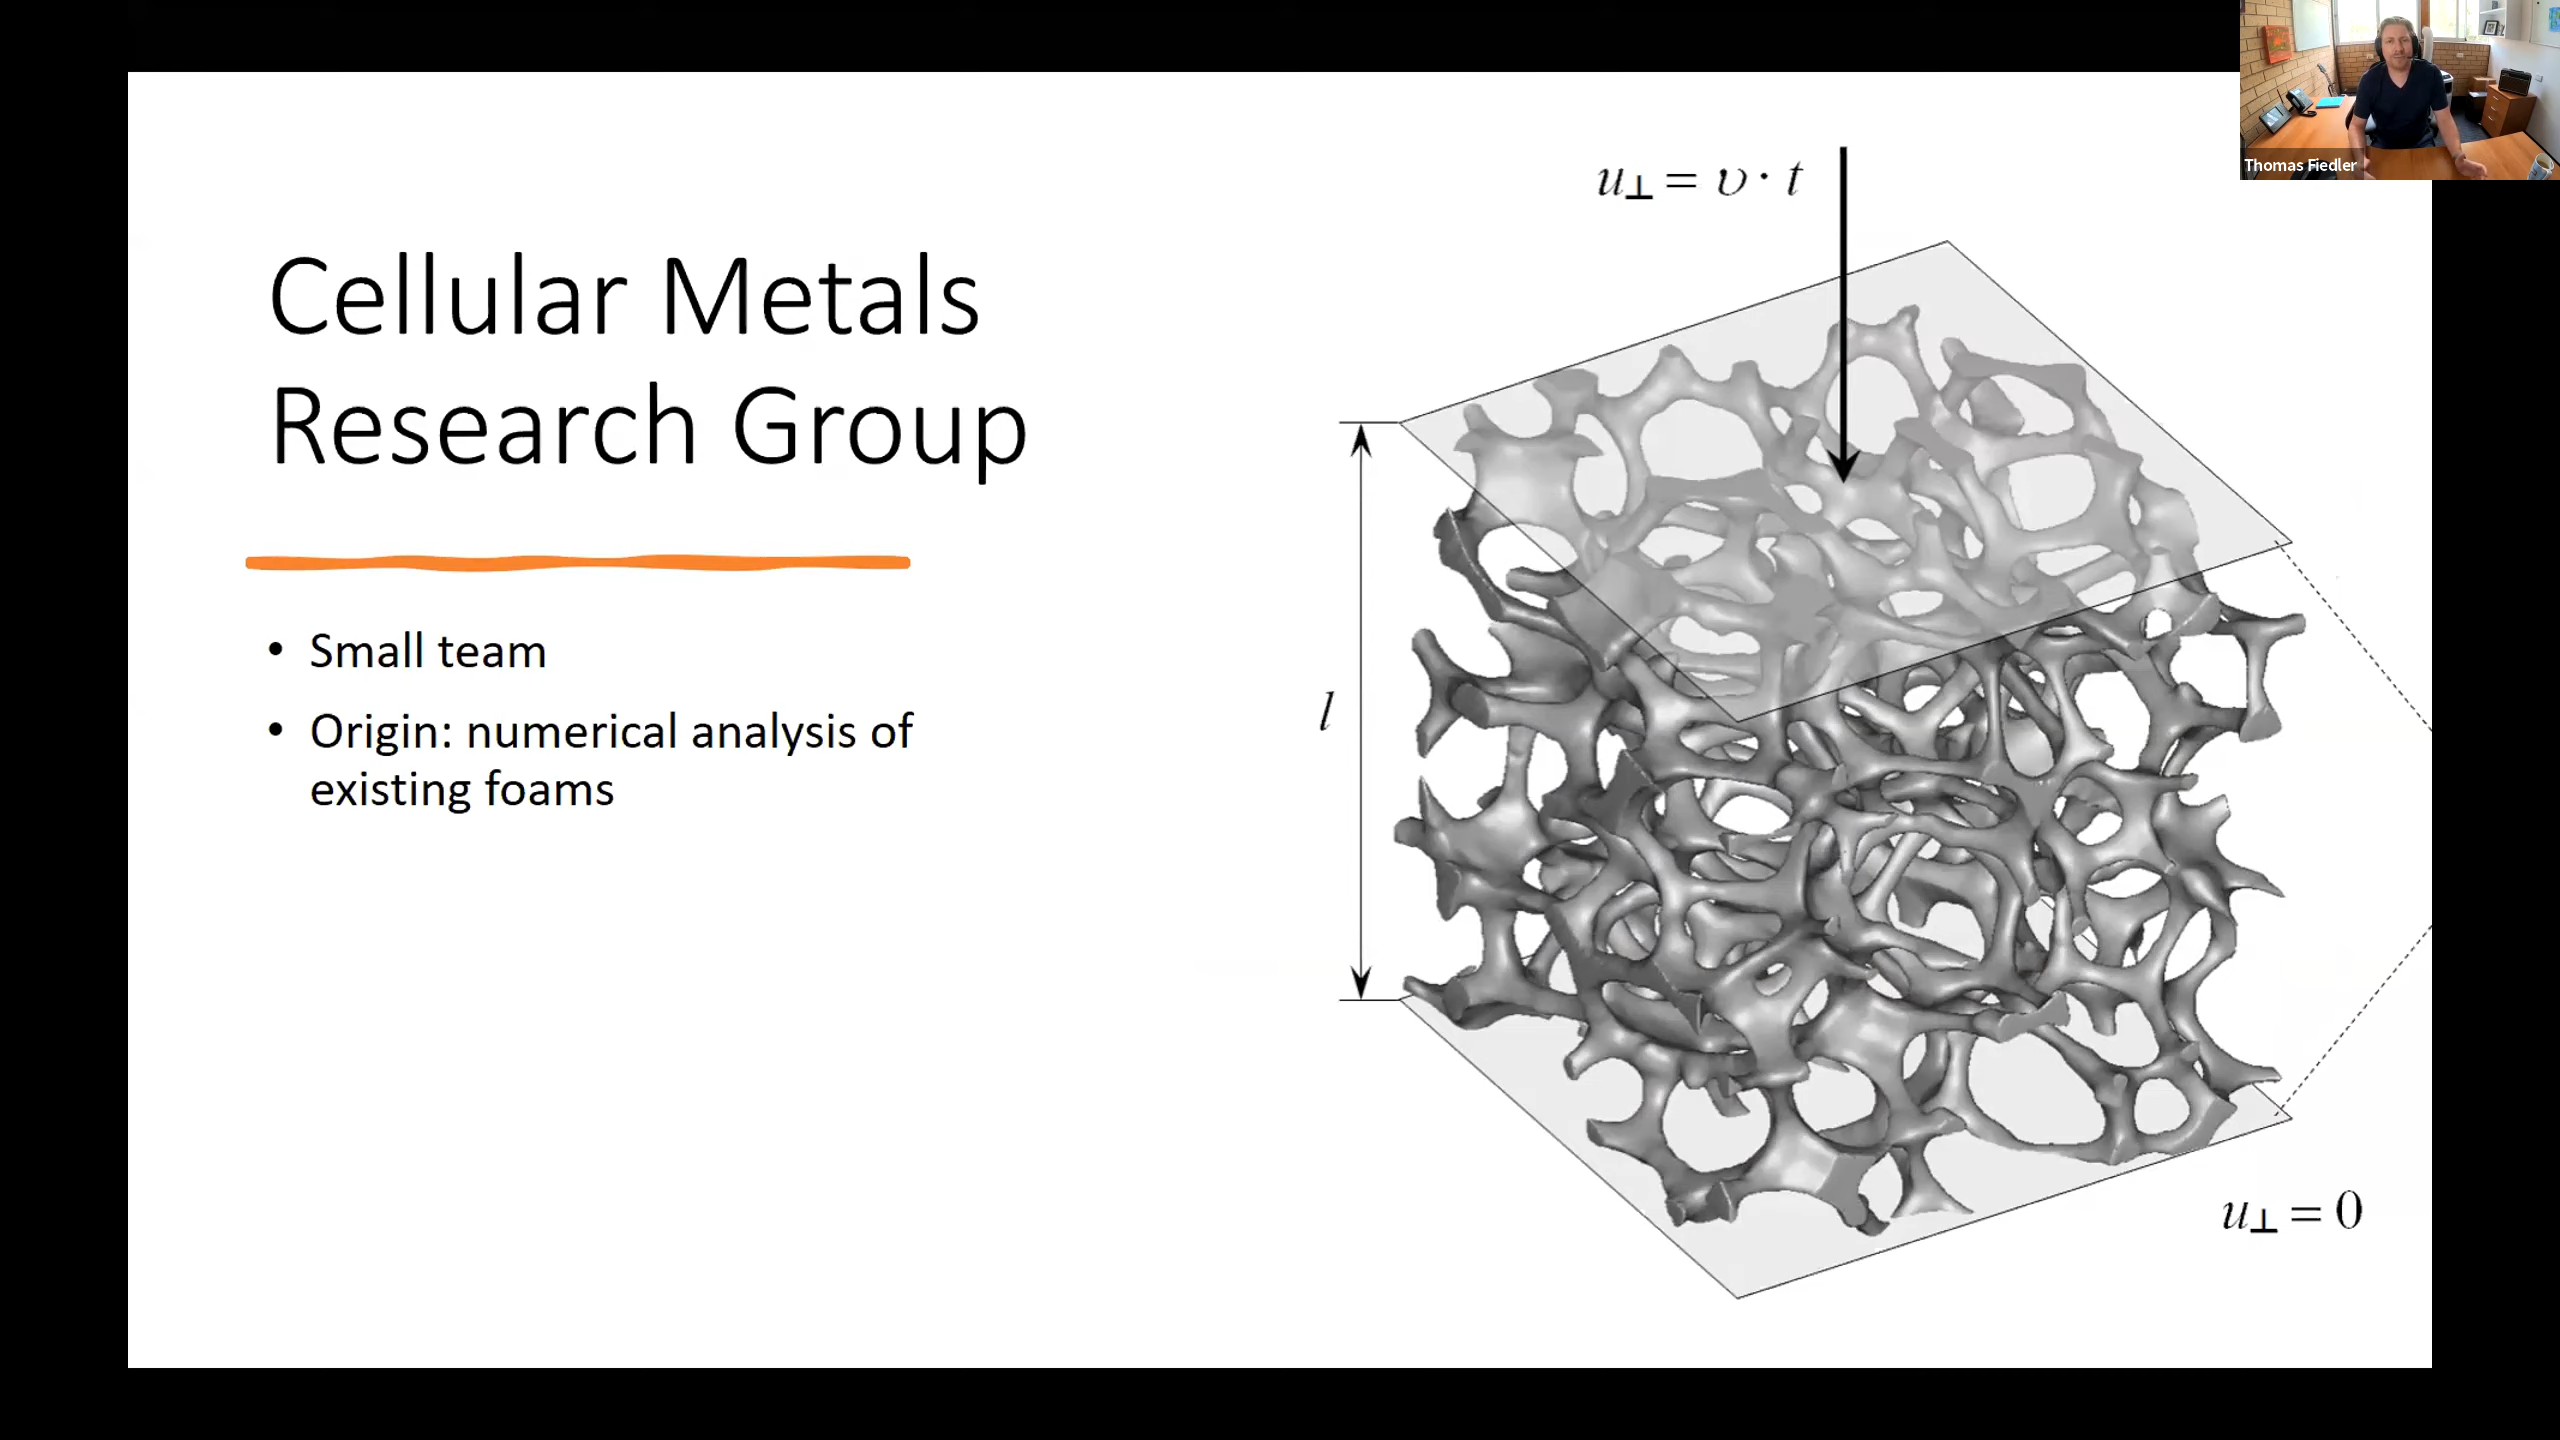 Thomas Fiedler
u⊥ = υ · t
Cellular Metals
Research Group
• Small team
• Origin: numerical analysis of
existing foams
l
u⊥ = 0